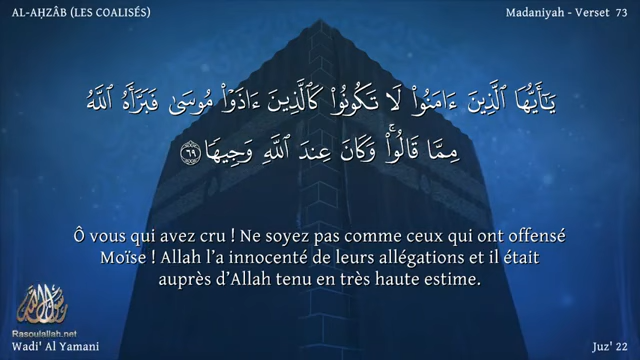 AL-AḤZÂB (LES COALISÉS)
Madaniyah - Verset 73
يَـٰٓأَيُّهَا ٱلَّذِينَ ءَامَنُوا۟ لَا تَكُونُوا۟ كَٱلَّذِينَ ءَاذَوْا۟ مُوسَىٰ فَبَرَّأَهُ ٱللَّهُ
مِمَّا قَالُوا۟ ۚ وَكَانَ عِندَ ٱللَّهِ وَجِيهًا ٦٩
Ô vous qui avez cru ! Ne soyez pas comme ceux qui ont offensé
Moïse ! Allah l’a innocenté de leurs allégations et il était
auprès d’Allah tenu en très haute estime.
رسول الله
Rasoulallah.net
Wadi' Al Yamani
Juz' 22